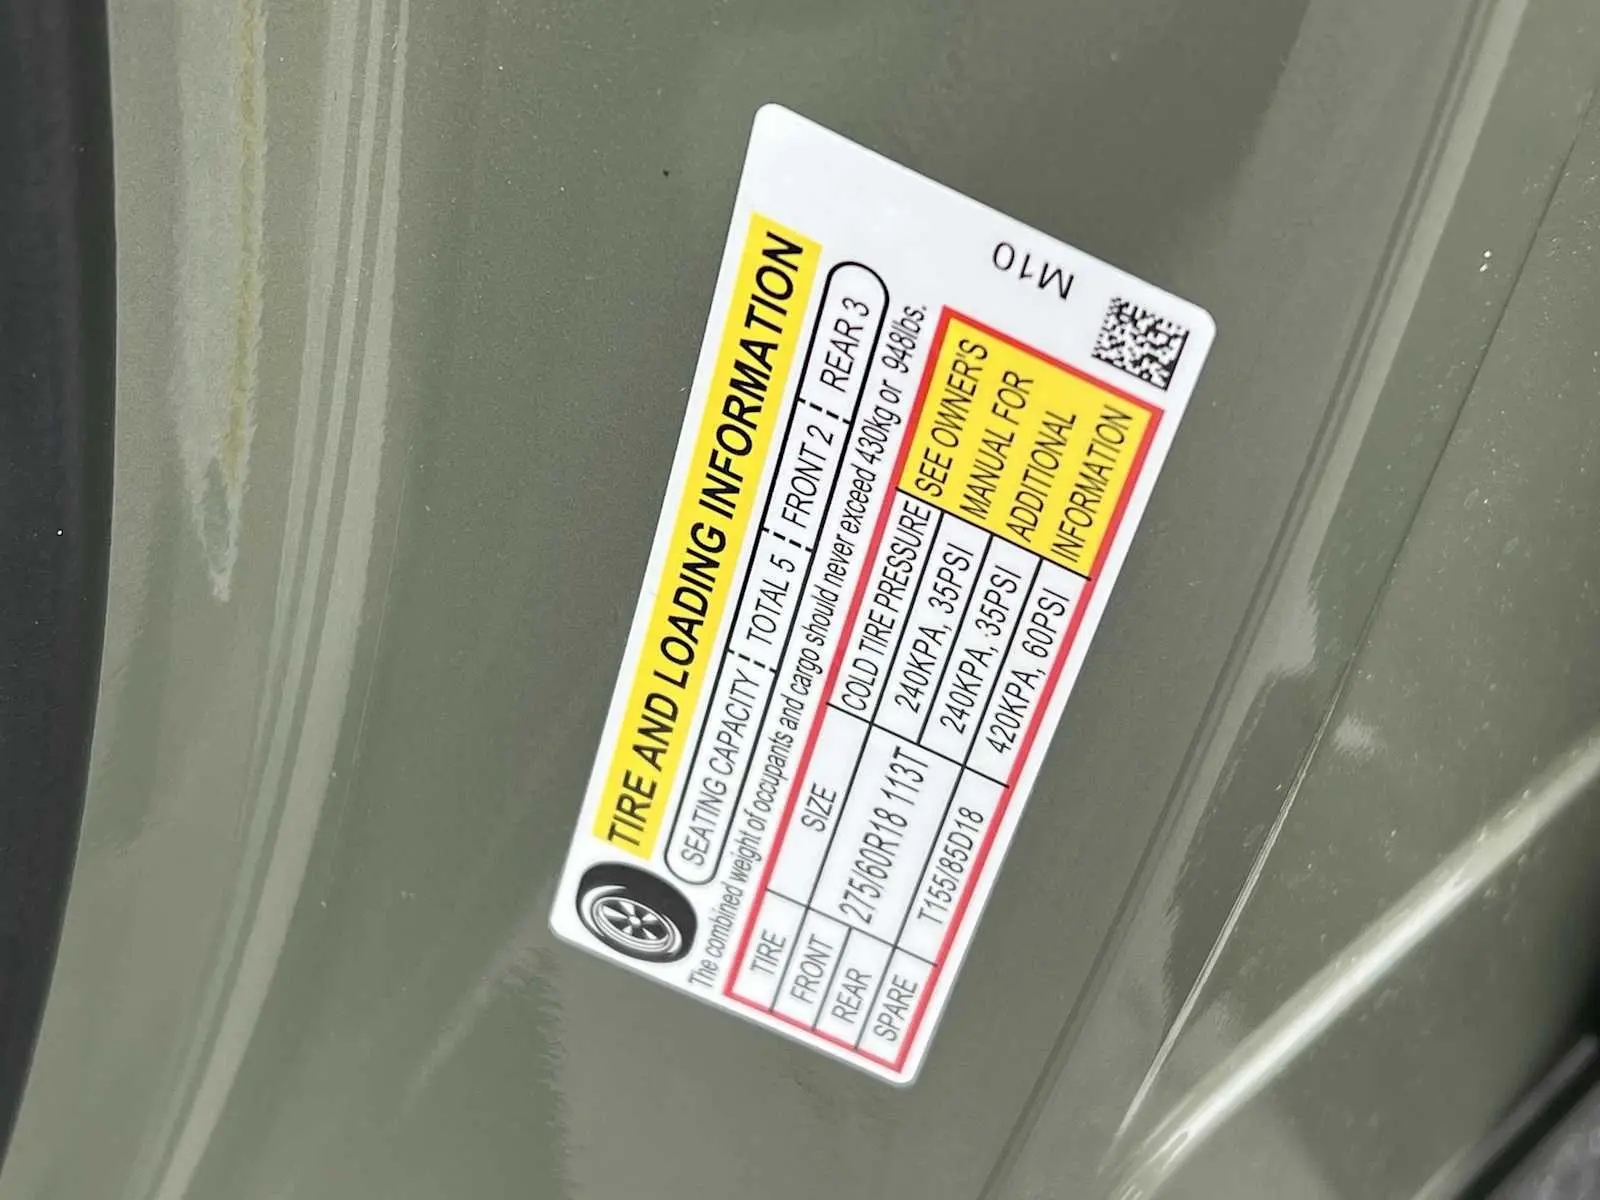 TIRE AND LOADING INFORMATION
SEATING CAPACITY TOTAL 5 FRONT 2 REAR 3
The combined weight of occupants and cargo should never exceed 430kg or 948lbs.
TIRE SIZE COLD TIRE PRESSURE
FRONT 275/60R18 113T 240KPA, 35PSI
REAR 240KPA, 35PSI
SPARE T155/85D18 420KPA, 60PSI
SEE OWNER'S
MANUAL FOR
ADDITIONAL
INFORMATION
M10